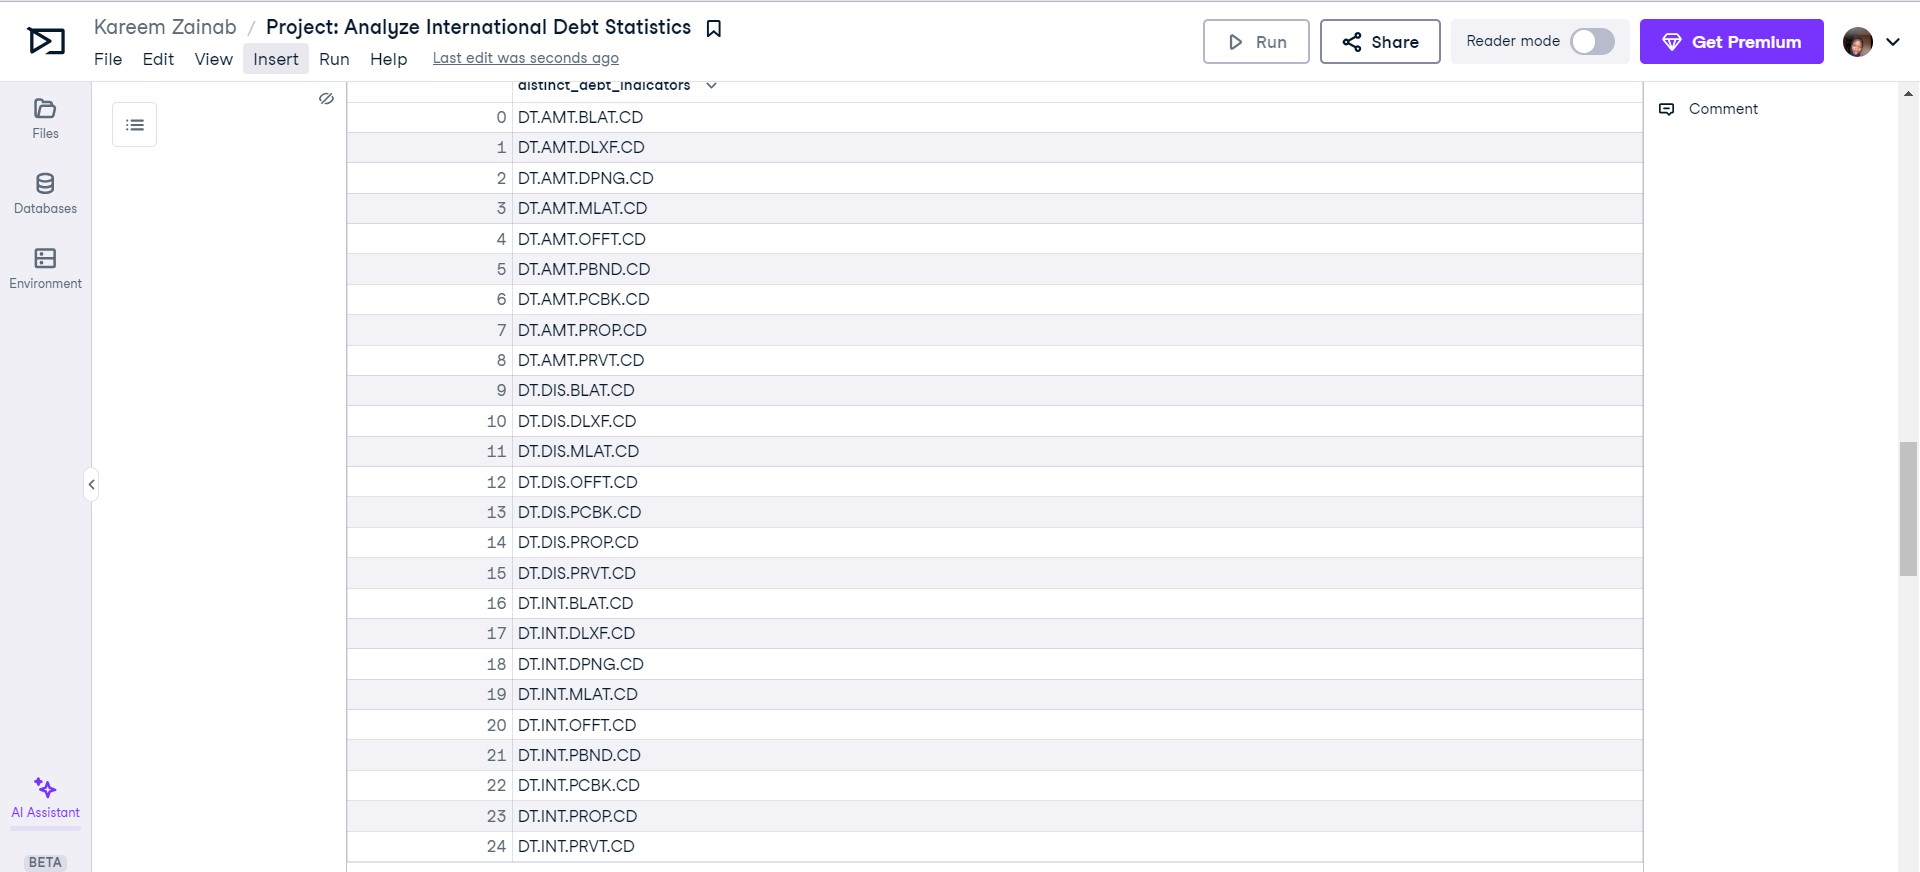 Kareem Zainab / Project: Analyze International Debt Statistics
File Edit View Insert Run Help Last edit was seconds ago
Run
Share
Reader mode
Get Premium
Files
Databases
Environment
AI Assistant
BETA
distinct_debt_indicators
0 DT.AMT.BLAT.CD
1 DT.AMT.DLXF.CD
2 DT.AMT.DPNG.CD
3 DT.AMT.MLAT.CD
4 DT.AMT.OFFT.CD
5 DT.AMT.PBND.CD
6 DT.AMT.PCBK.CD
7 DT.AMT.PROP.CD
8 DT.AMT.PRVT.CD
9 DT.DIS.BLAT.CD
10 DT.DIS.DLXF.CD
11 DT.DIS.MLAT.CD
12 DT.DIS.OFFT.CD
13 DT.DIS.PCBK.CD
14 DT.DIS.PROP.CD
15 DT.DIS.PRVT.CD
16 DT.INT.BLAT.CD
17 DT.INT.DLXF.CD
18 DT.INT.DPNG.CD
19 DT.INT.MLAT.CD
20 DT.INT.OFFT.CD
21 DT.INT.PBND.CD
22 DT.INT.PCBK.CD
23 DT.INT.PROP.CD
24 DT.INT.PRVT.CD
Comment